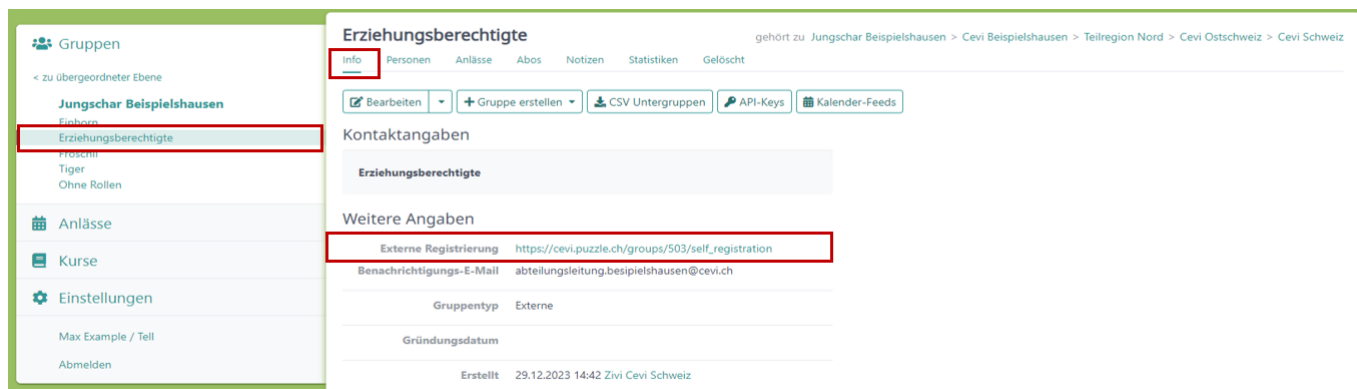 Gruppen
< zu übergeordneter Ebene
Jungschar Beispielshausen
Einhorn
Erziehungsberechtigte
Fröschli
Tiger
Ohne Rollen
Anlässe
Kurse
Einstellungen
Max Example / Tell
Abmelden
Erziehungsberechtigte
gehört zu Jungschar Beispielshausen > Cevi Beispielshausen > Teilregion Nord > Cevi Ostschweiz > Cevi Schweiz
Info Personen Anlässe Abos Notizen Statistiken Gelöscht
Bearbeiten + Gruppe erstellen CSV Untergruppen API-Keys Kalender-Feeds
Kontaktangaben
Erziehungsberechtigte
Weitere Angaben
Externe Registrierung https://cevi.puzzle.ch/groups/503/self_registration
Benachrichtigungs-E-Mail abteilungsleitung.besipielshausen@cevi.ch
Gruppentyp Externe
Gründungsdatum
Erstellt 29.12.2023 14:42 Zivi Cevi Schweiz